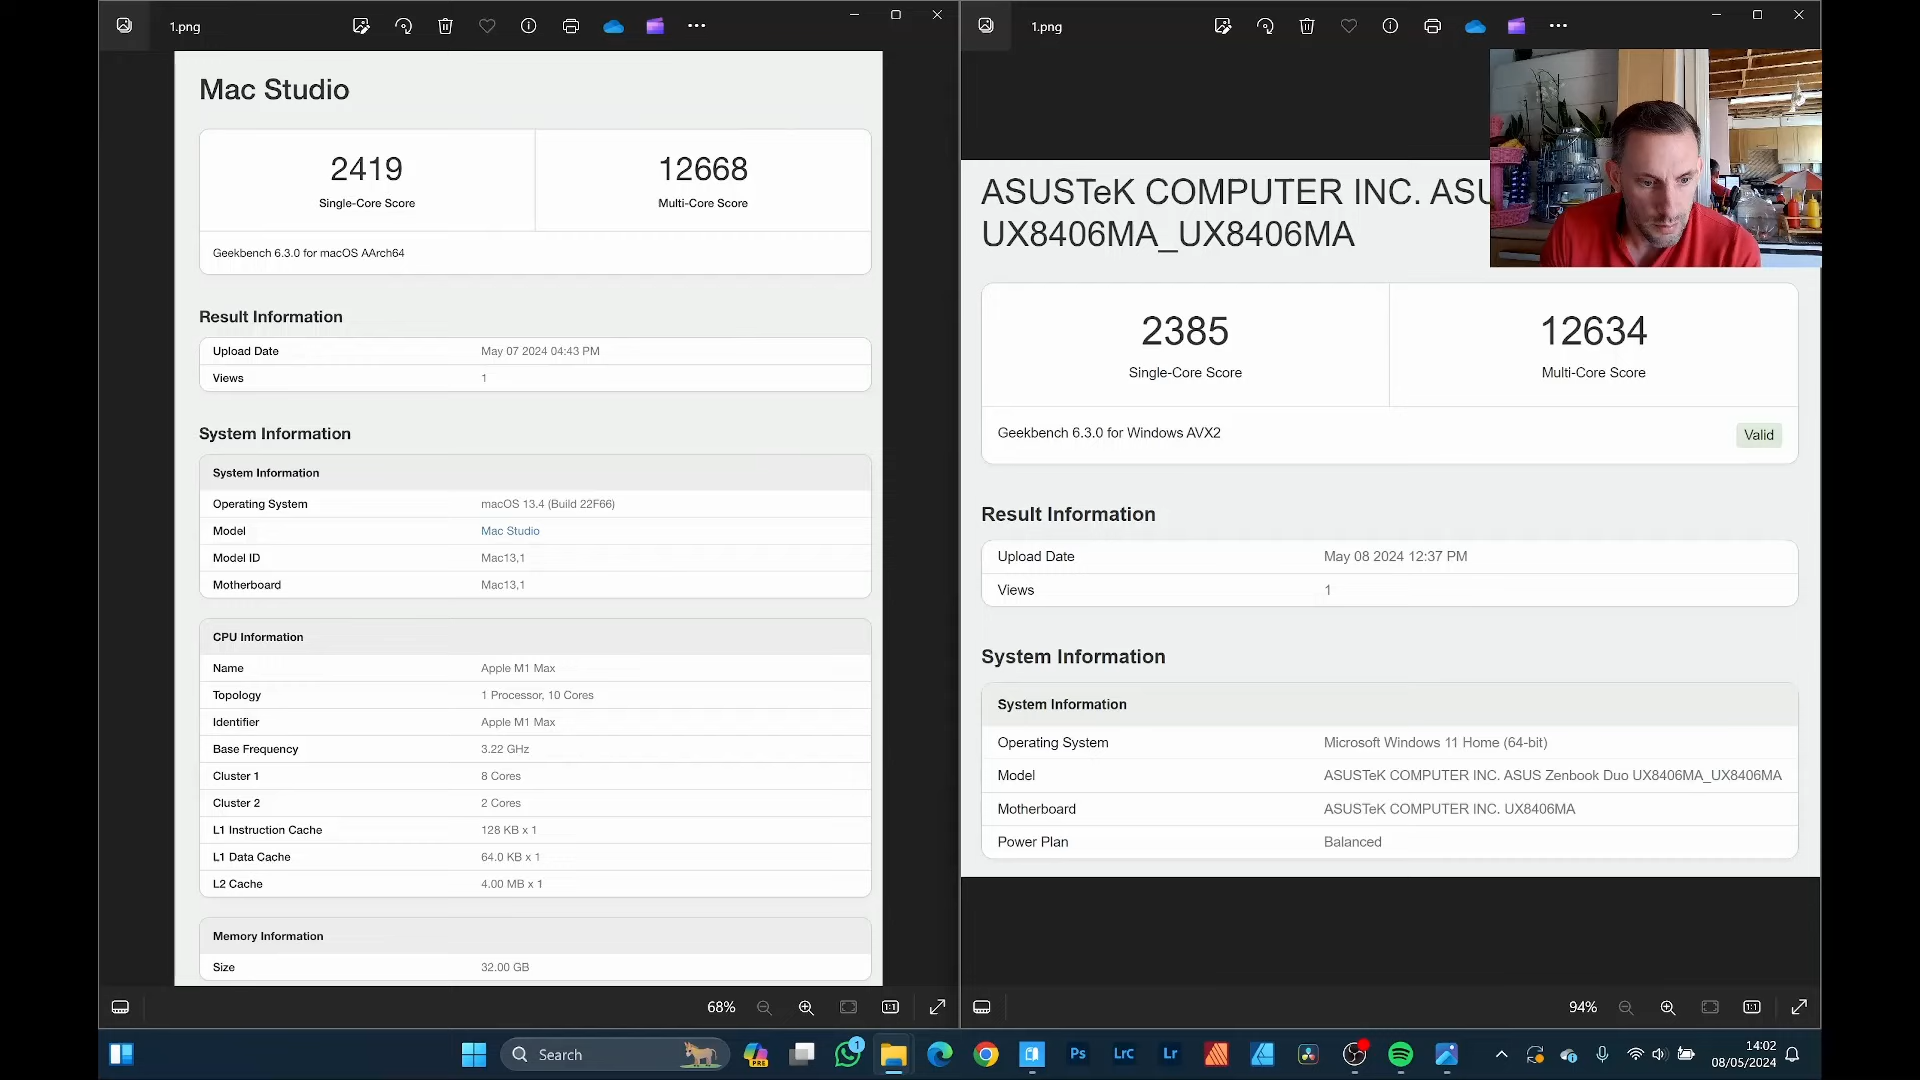 1.png
Mac Studio
2419
Single-Core Score
12668
Multi-Core Score
Geekbench 6.3.0 for macOS AArch64
Result Information
Upload Date May 07 2024 04:43 PM
Views 1
System Information
System Information
Operating System macOS 13.4 (Build 22F66)
Model Mac Studio
Model ID Mac13,1
Motherboard Mac13,1
CPU Information
Name Apple M1 Max
Topology 1 Processor, 10 Cores
Identifier Apple M1 Max
Base Frequency 3.22 GHz
Cluster 1 8 Cores
Cluster 2 2 Cores
L1 Instruction Cache 128 KB x 1
L1 Data Cache 64.0 KB x 1
L2 Cache 4.00 MB x 1
Memory Information
Size 32.00 GB
68%
1:1
1.png
ASUSTeK COMPUTER INC. ASU
UX8406MA_UX8406MA
2385
Single-Core Score
12634
Multi-Core Score
Geekbench 6.3.0 for Windows AVX2
Valid
Result Information
Upload Date May 08 2024 12:37 PM
Views 1
System Information
System Information
Operating System Microsoft Windows 11 Home (64-bit)
Model ASUSTeK COMPUTER INC. ASUS Zenbook Duo UX8406MA_UX8406MA
Motherboard ASUSTeK COMPUTER INC. UX8406MA
Power Plan Balanced
94%
1:1
Search
PRE
1
Ps
LrC
Lr
14:02
08/05/2024